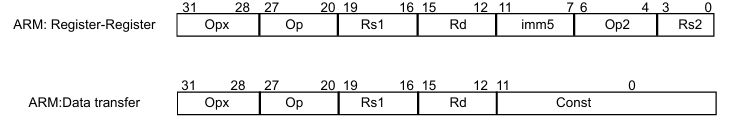 31 28 27 20 19 16 15 12 11 7 6 4 3 0
ARM: Register-Register Opx Op Rs1 Rd imm5 Op2 Rs2
31 28 27 20 19 16 15 12 11 0
ARM:Data transfer Opx Op Rs1 Rd Const